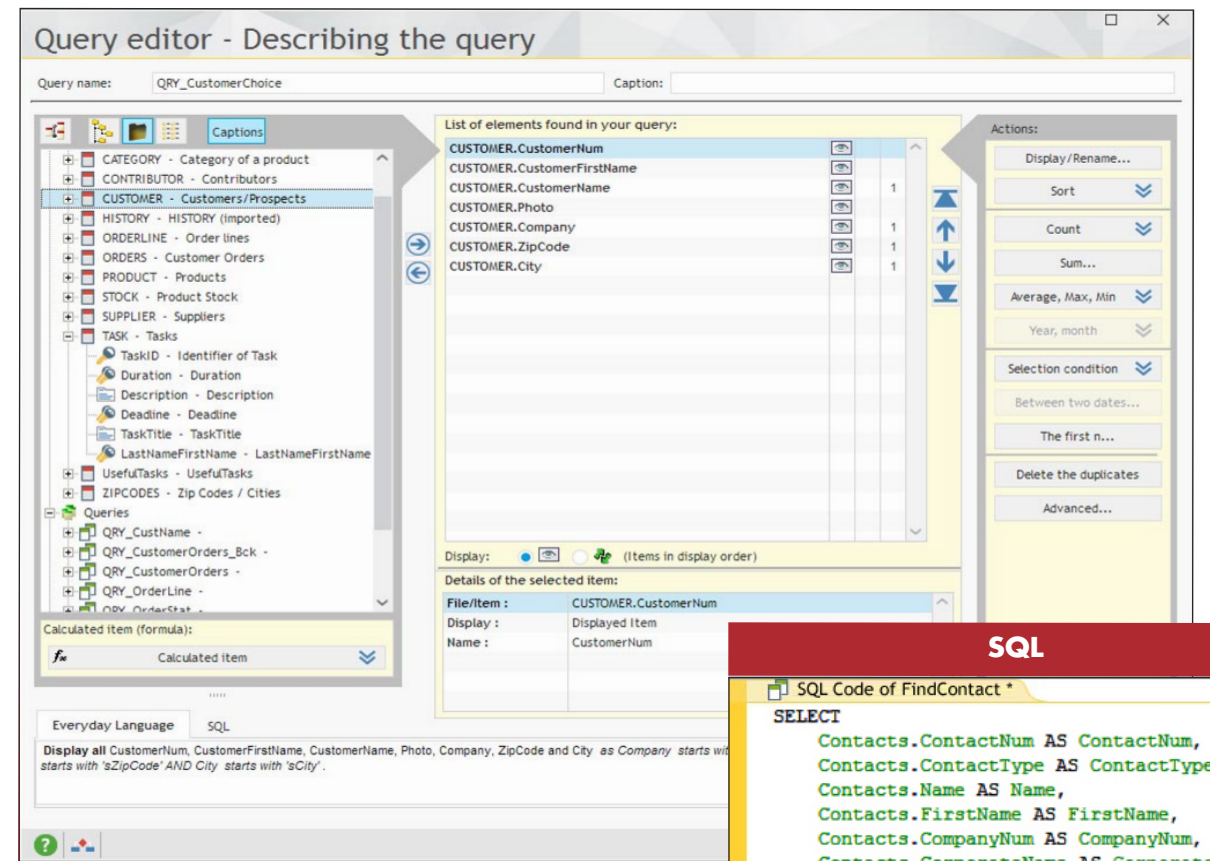 Query editor - Describing the query
Query name: QRY_CustomerChoice Caption:
Captions
CATEGORY - Category of a product
CONTRIBUTOR - Contributors
CUSTOMER - Customers/Prospects
HISTORY - HISTORY (imported)
ORDERLINE - Order lines
ORDERS - Customer Orders
PRODUCT - Products
STOCK - Product Stock
SUPPLIER - Suppliers
TASK - Tasks
TaskID - Identifier of Task
Duration - Duration
Description - Description
Deadline - Deadline
TaskTitle - TaskTitle
LastNameFirstName - LastNameFirstName
UsefulTasks - UsefulTasks
ZIPCODES - Zip Codes / Cities
Queries
QRY_CustName -
QRY_CustomerOrders_Bck -
QRY_CustomerOrders -
QRY_OrderLine -
QRY_OrderStat -
Calculated item (formula):
fx Calculated item
List of elements found in your query:
CUSTOMER.CustomerNum
CUSTOMER.CustomerFirstName
CUSTOMER.CustomerName 1
CUSTOMER.Photo
CUSTOMER.Company 1
CUSTOMER.ZipCode 1
CUSTOMER.City 1
Display: (Items in display order)
Details of the selected item:
File/Item : CUSTOMER.CustomerNum
Display : Displayed Item
Name : CustomerNum
Actions:
Display/Rename...
Sort
Count
Sum...
Average, Max, Min
Year, month
Selection condition
Between two dates...
The first n...
Delete the duplicates
Advanced...
Everyday Language SQL
Display all CustomerNum, CustomerFirstName, CustomerName, Photo, Company, ZipCode and City as Company starts wit
starts with 'sZipCode' AND City starts with 'sCity' .
SQL
SQL Code of FindContact *
SELECT
Contacts.ContactNum AS ContactNum,
Contacts.ContactType AS ContactType
Contacts.Name AS Name,
Contacts.FirstName AS FirstName,
Contacts.CompanyNum AS CompanyNum,